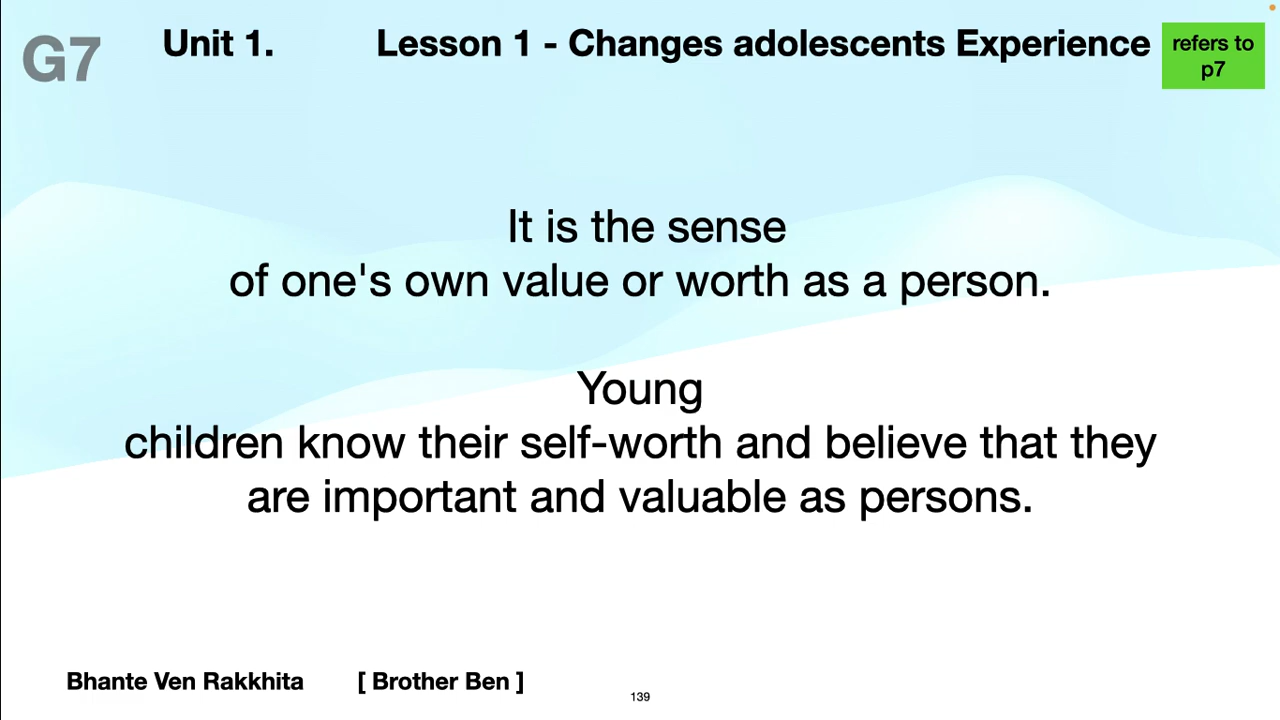 G7
Unit 1. Lesson 1 - Changes adolescents Experience
refers to
p7
It is the sense
of one's own value or worth as a person.
Young
children know their self-worth and believe that they
are important and valuable as persons.
Bhante Ven Rakkhita [ Brother Ben ]
139